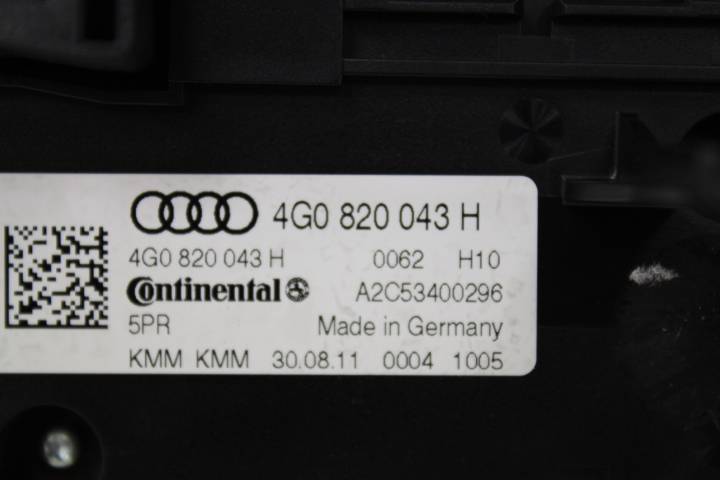 4G0 820 043 H
4G0 820 043 H 0062 H10
Continental A2C53400296
5PR Made in Germany
KMM KMM 30.08.11 0004 1005